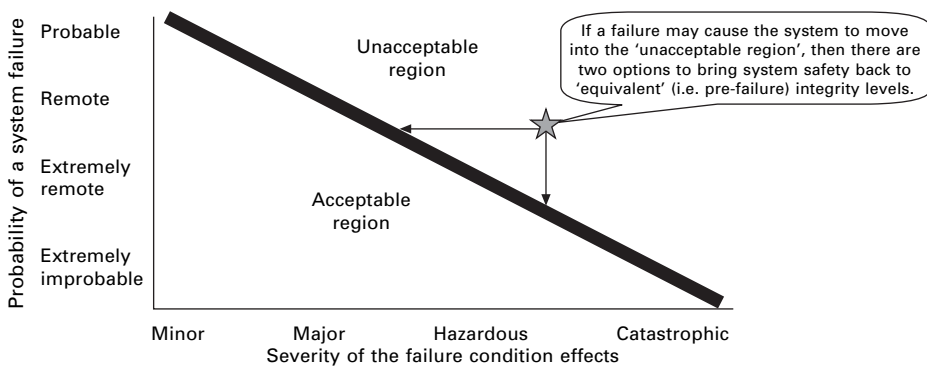 Probability of a system failure
Probable
Remote
Extremely
remote
Extremely
improbable
Unacceptable
region
If a failure may cause the system to move
into the ‘unacceptable region’, then there are
two options to bring system safety back to
‘equivalent’ (i.e. pre-failure) integrity levels.
Acceptable
region
Minor Major Hazardous Catastrophic
Severity of the failure condition effects